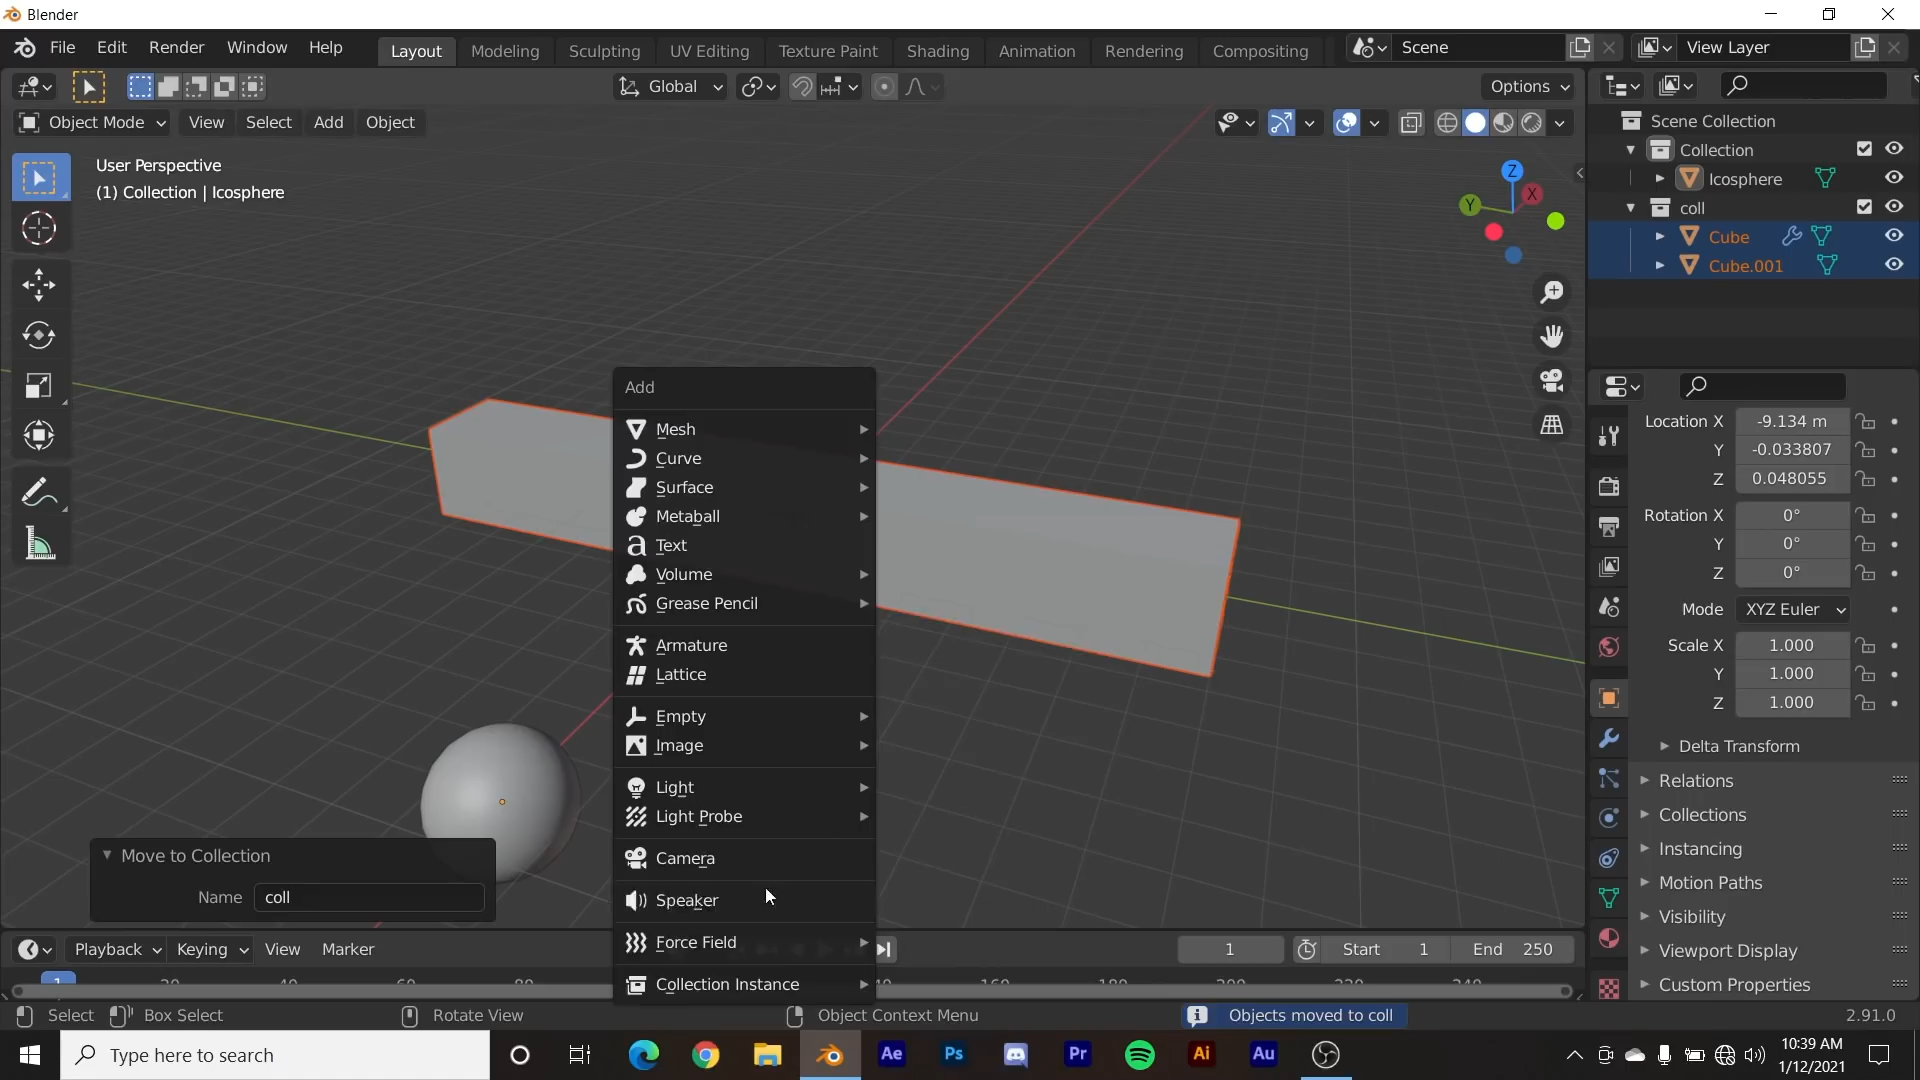 Blender
File Edit Render Window Help
Layout Modeling Sculpting UV Editing Texture Paint Shading Animation Rendering Compositing
Scene
View Layer
Global
Options
Object Mode View Select Add Object
User Perspective
(1) Collection | Icosphere
Z
X
Y
Scene Collection
Collection
Icosphere
coll
Cube
Cube.001
Add
Mesh
Curve
Surface
Metaball
Text
Volume
Grease Pencil
Armature
Lattice
Empty
Image
Light
Light Probe
Camera
Speaker
Force Field
Collection Instance
Move to Collection
Name coll
Location X -9.134 m
Y -0.033807
Z 0.048055
Rotation X 0°
Y 0°
Z 0°
Mode XYZ Euler
Scale X 1.000
Y 1.000
Z 1.000
Delta Transform
Relations
Collections
Instancing
Motion Paths
Visibility
Viewport Display
Custom Properties
Playback Keying View Marker
1
Start 1 End 250
1
Select Box Select Rotate View Object Context Menu Objects moved to coll 2.91.0
Type here to search
Ae Ps Pr Ai Au
10:39 AM
1/12/2021